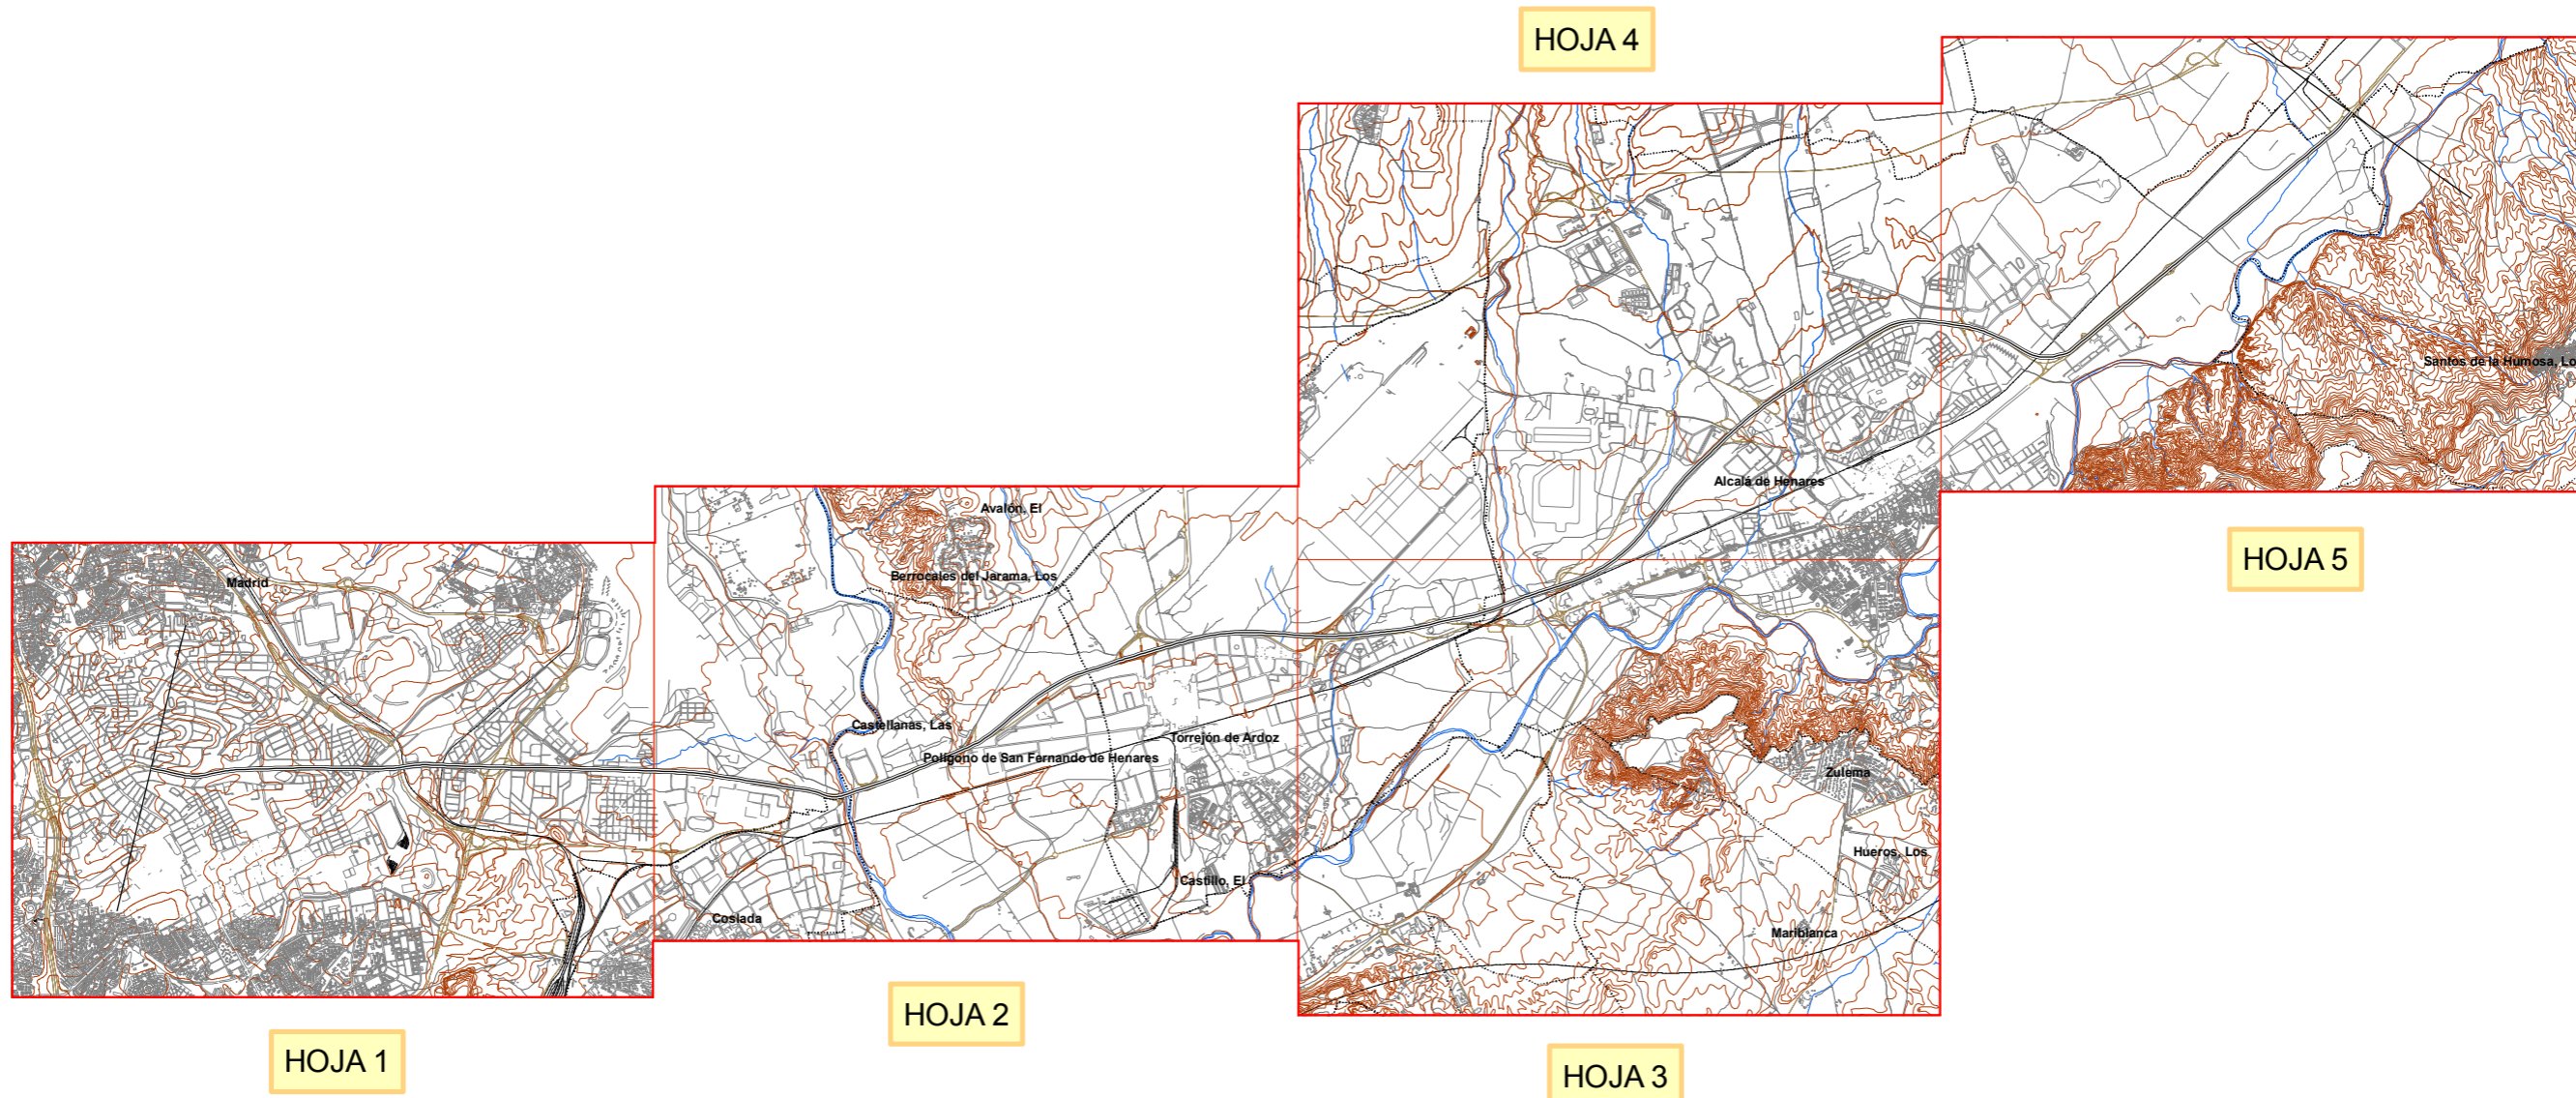 HOJA 4
Santos de la Humosa, Lo
Alcalá de Henares
Avalón, El
HOJA 5
Berrocales del Jarama, Los
Madrid
Castellanas, Las
Torrejón de Ardoz
Polígono de San Fernando de Henares
Zulema
Hueros, Los
Castillo, El
Coslada
Mariblanca
HOJA 2
HOJA 1
HOJA 3